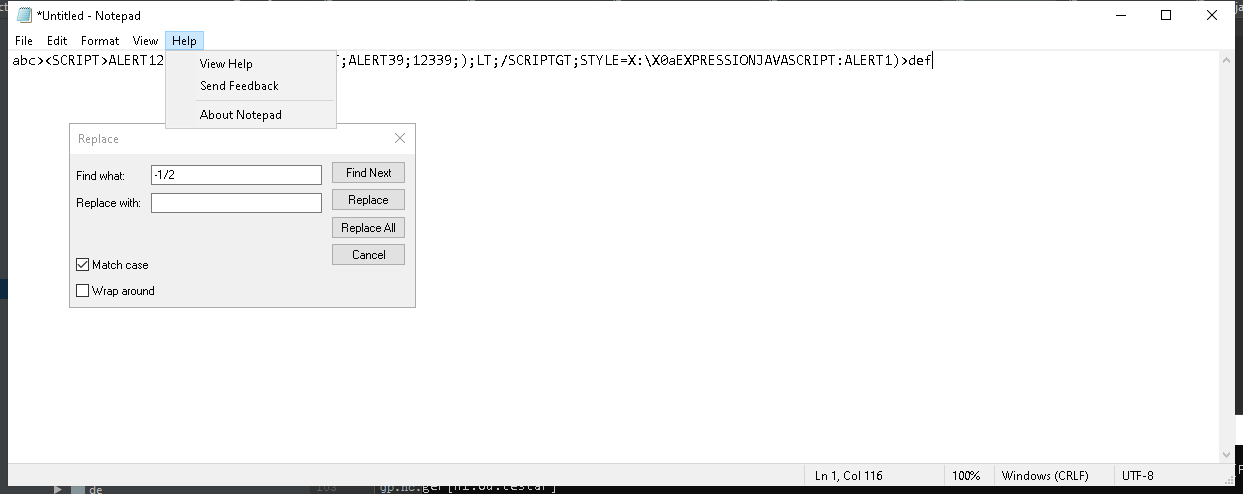 *Untitled - Notepad
File Edit Format View Help
abc><SCRIPT>ALERT12 ;ALERT39;12339;);LT;/SCRIPTGT;STYLE=X:\X0aEXPRESSIONJAVASCRIPT:ALERT1)>def
View Help
Send Feedback
About Notepad
Replace
Find what: -1/2 Find Next
Replace with: Replace
Replace All
Cancel
Match case
Wrap around
Ln 1, Col 116 100% Windows (CRLF) UTF-8
de